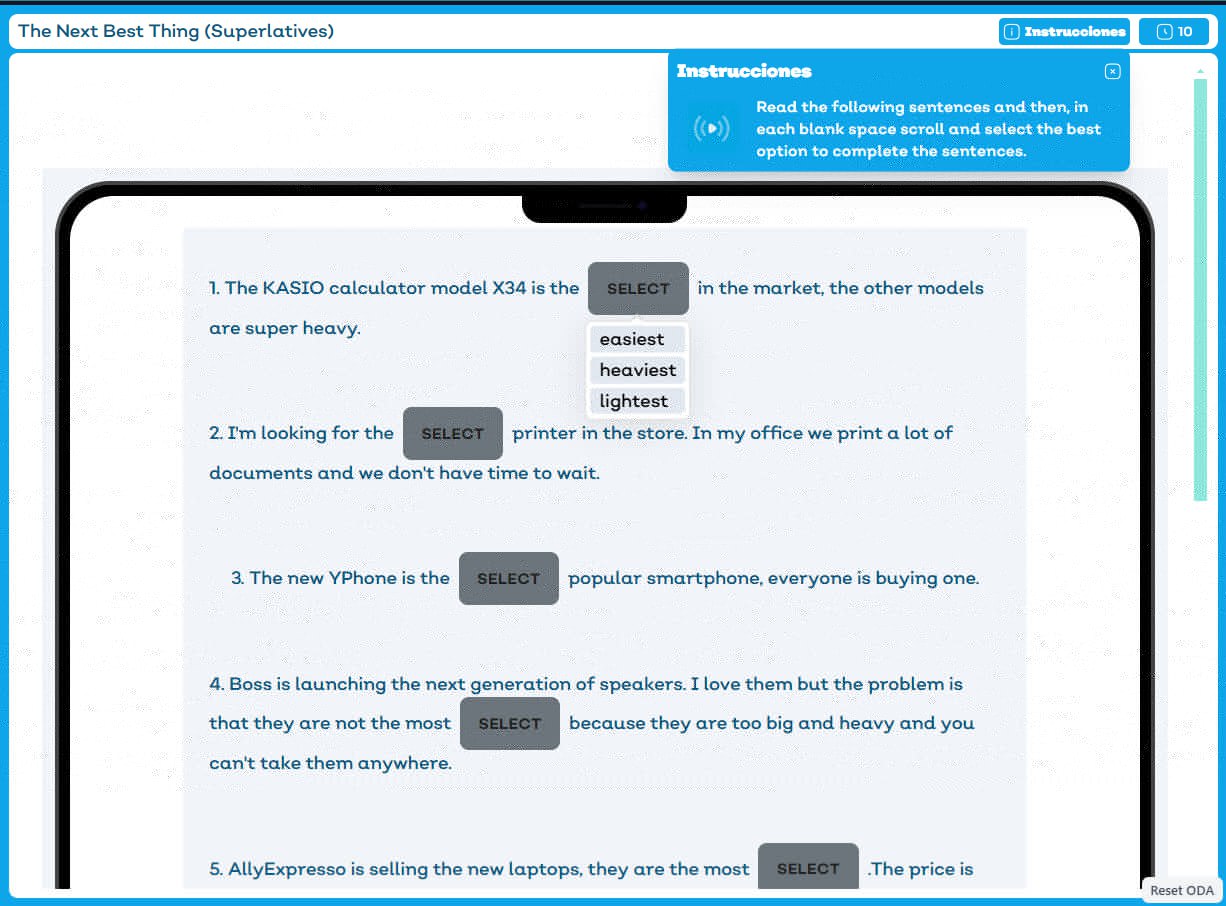 The Next Best Thing (Superlatives)
Instrucciones
10
Instrucciones
Read the following sentences and then, in
each blank space scroll and select the best
option to complete the sentences.
1. The KASIO calculator model X34 is the SELECT in the market, the other models
are super heavy.
easiest
heaviest
lightest
2. I'm looking for the SELECT printer in the store. In my office we print a lot of
documents and we don't have time to wait.
3. The new YPhone is the SELECT popular smartphone, everyone is buying one.
4. Boss is launching the next generation of speakers. I love them but the problem is
that they are not the most SELECT because they are too big and heavy and you
can't take them anywhere.
5. AllyExpresso is selling the new laptops, they are the most SELECT .The price is
Reset ODA